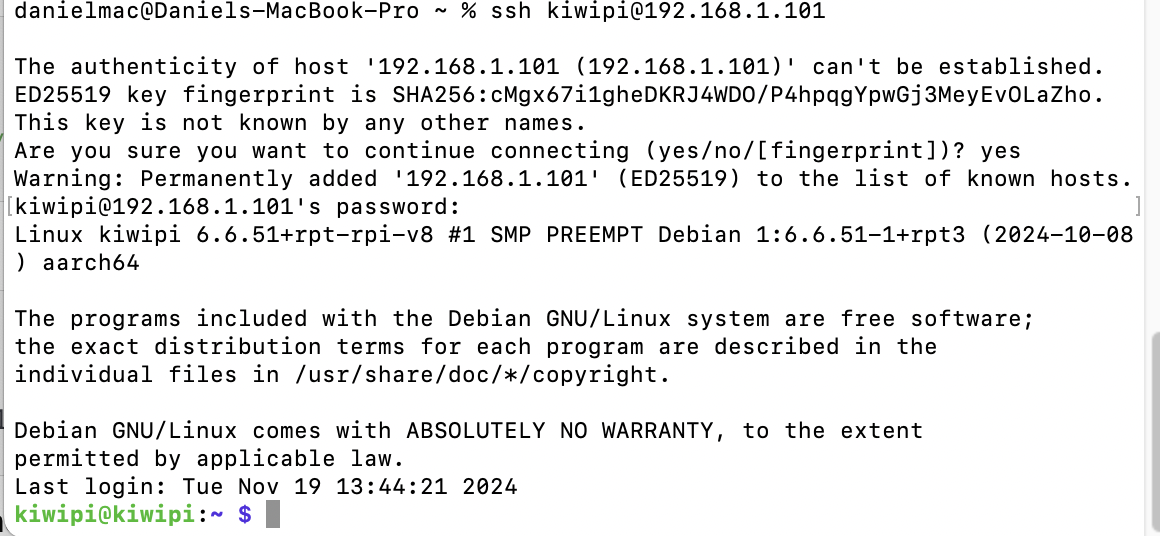 danielmac@Daniels-MacBook-Pro ~ % ssh kiwipi@192.168.1.101
The authenticity of host '192.168.1.101 (192.168.1.101)' can't be established.
ED25519 key fingerprint is SHA256:cMgx67i1gheDKRJ4WDO/P4hpqgYpwGj3MeyEvOLaZho.
This key is not known by any other names.
Are you sure you want to continue connecting (yes/no/[fingerprint])? yes
Warning: Permanently added '192.168.1.101' (ED25519) to the list of known hosts.
[kiwipi@192.168.1.101's password: ]
Linux kiwipi 6.6.51+rpt-rpi-v8 #1 SMP PREEMPT Debian 1:6.6.51-1+rpt3 (2024-10-08
) aarch64
The programs included with the Debian GNU/Linux system are free software;
the exact distribution terms for each program are described in the
individual files in /usr/share/doc/*/copyright.
Debian GNU/Linux comes with ABSOLUTELY NO WARRANTY, to the extent
permitted by applicable law.
Last login: Tue Nov 19 13:44:21 2024
kiwipi@kiwipi:~ $